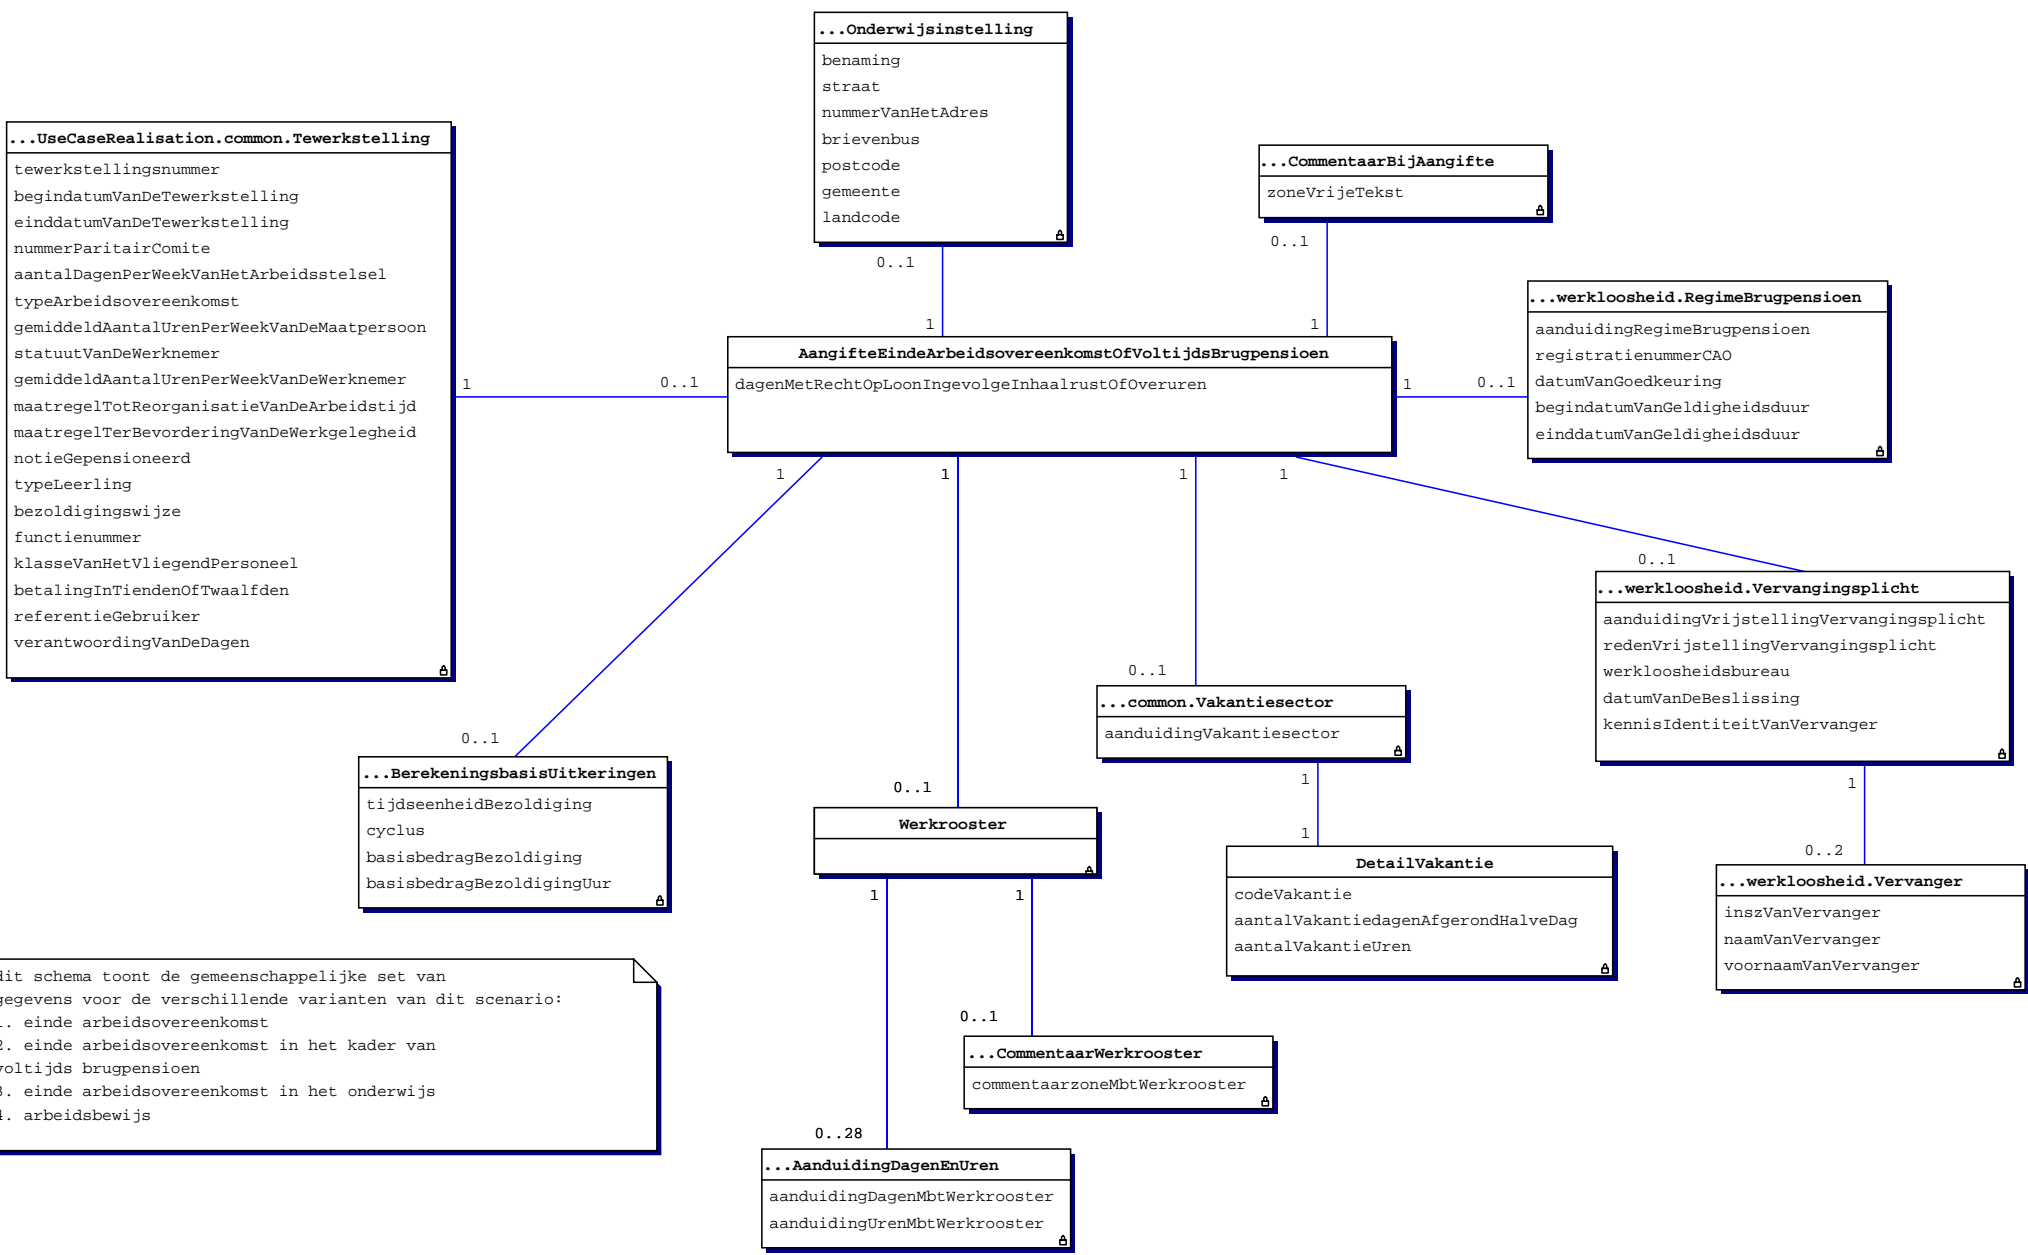 ...Onderwijsinstelling
benaming
straat
nummerVanHetAdres
brievenbus
postcode
gemeente
landcode
0..1
1
...UseCaseRealisation.common.Tewerkstelling
tewerkstellingsnummer
begindatumVanDeTewerkstelling
einddatumVanDeTewerkstelling
nummerParitairComite
aantalDagenPerWeekVanHetArbeidsstelsel
typeArbeidsovereenkomst
gemiddeldAantalUrenPerWeekVanDeMaatpersoon
statuutVanDeWerknemer
gemiddeldAantalUrenPerWeekVanDeWerknemer
maatregelTotReorganisatieVanDeArbeidstijd
maatregelTerBevorderingVanDeWerkgelegheid
notieGepensioneerd
typeLeerling
bezoldigingswijze
functienummer
klasseVanHetVliegendPersoneel
betalingInTiendenOfTwaalfden
referentieGebruiker
verantwoordingVanDeDagen
1
0..1
...CommentaarBijAangifte
zoneVrijeTekst
0..1
1
AangifteEindeArbeidsovereenkomstOfVoltijdsBrugpensioen
dagenMetRechtOpLoonIngevolgeInhaalrustOfOveruren
1
0..1
...werkloosheid.RegimeBrugpensioen
aanduidingRegimeBrugpensioen
registratienummerCAO
datumVanGoedkeuring
begindatumVanGeldigheidsduur
einddatumVanGeldigheidsduur
1
1
1
1
0..1
...werkloosheid.Vervangingsplicht
aanduidingVrijstellingVervangingsplicht
redenVrijstellingVervangingsplicht
werkloosheidsbureau
datumVanDeBeslissing
kennisIdentiteitVanVervanger
1
0..2
...werkloosheid.Vervanger
inszVanVervanger
naamVanVervanger
voornaamVanVervanger
0..1
...common.Vakantiesector
aanduidingVakantiesector
1
1
DetailVakantie
codeVakantie
aantalVakantiedagenAfgerondHalveDag
aantalVakantieUren
0..1
...BerekeningsbasisUitkeringen
tijdseenheidBezoldiging
cyclus
basisbedragBezoldiging
basisbedragBezoldigingUur
0..1
Werkrooster
1
1
0..1
...CommentaarWerkrooster
commentaarzoneMbtWerkrooster
0..28
...AanduidingDagenEnUren
aanduidingDagenMbtWerkrooster
aanduidingUrenMbtWerkrooster
dit schema toont de gemeenschappelijke set van
gegevens voor de verschillende varianten van dit scenario:
1. einde arbeidsovereenkomst
2. einde arbeidsovereenkomst in het kader van
voltijds brugpensioen
3. einde arbeidsovereenkomst in het onderwijs
4. arbeidsbewijs